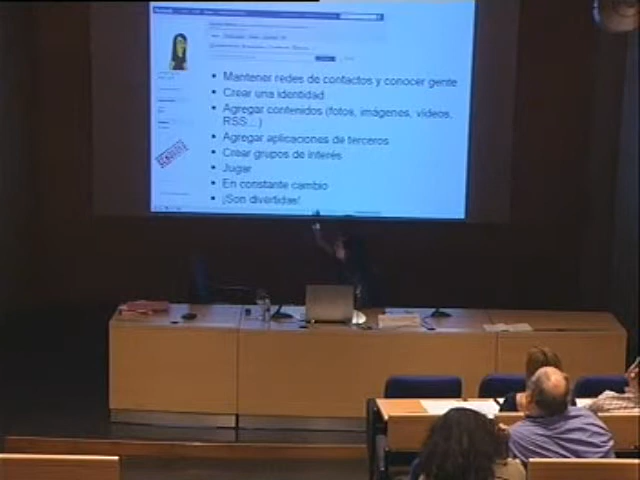 • Mantener redes de contactos y conocer gente
• Crear una identidad
• Agregar contenidos (fotos, imágenes, vídeos,
RSS...)
• Agregar aplicaciones de terceros
• Crear grupos de interés
• Jugar
• En constante cambio
• ¡Son divertidas!